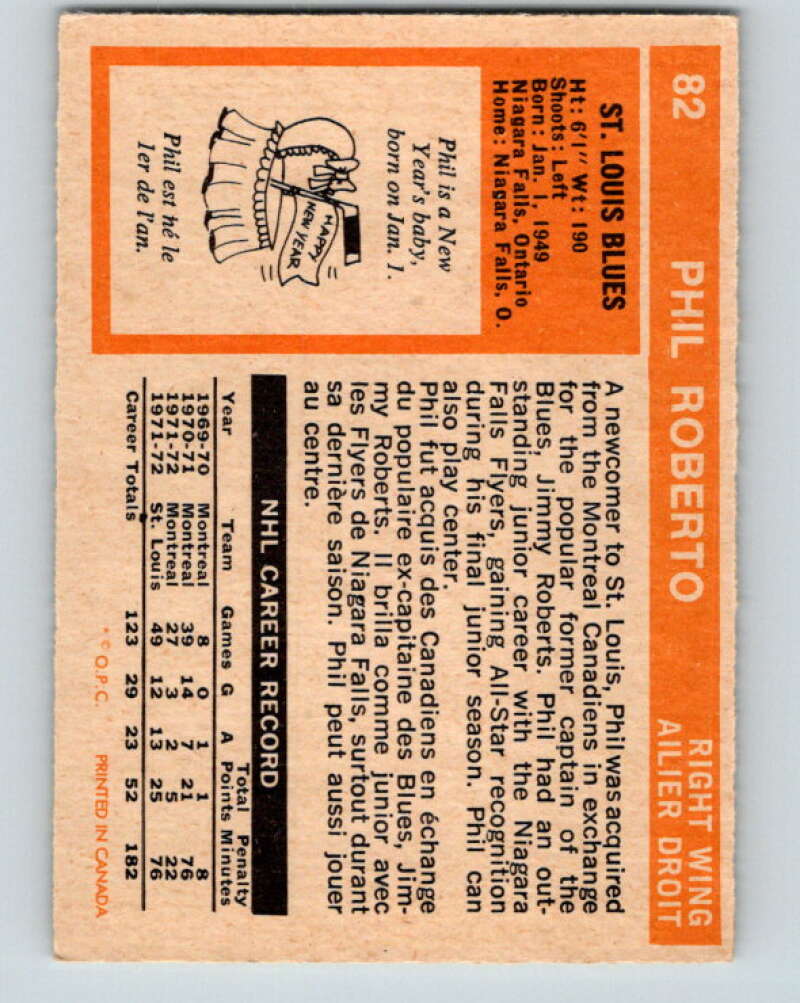 82 PHIL ROBERTO RIGHT WING
AILIER DROIT
ST. LOUIS BLUES
Ht: 6'1" Wt: 190
Shoots: Left
Born: Jan. 1, 1949
Niagara Falls, Ontario
Home: Niagara Falls, O.
Phil is a New
Year's baby,
born on Jan. 1.
HAPPY
NEW YEAR
Phil est né le
1er de l'an.
A newcomer to St. Louis, Phil was acquired
from the Montreal Canadiens in exchange
for the popular former captain of the
Blues, Jimmy Roberts. Phil had an out-
standing junior career with the Niagara
Falls Flyers, gaining All-Star recognition
during his final junior season. Phil can
also play center.
Phil fut acquis des Canadiens en échange
du populaire ex-capitaine des Blues, Jim-
my Roberts. Il brilla comme junior avec
les Flyers de Niagara Falls, surtout durant
sa dernière saison. Phil peut aussi jouer
au centre.
NHL CAREER RECORD
Total Penalty
Year Team Games G A Points Minutes
1969-70 Montreal 8 0 1 1 8
1970-71 Montreal 39 14 7 21 76
1971-72 Montreal 27 3 2 5 22
1971-72 St. Louis 49 12 13 25 76
Career Totals 123 29 23 52 182
* © O.P.C. PRINTED IN CANADA